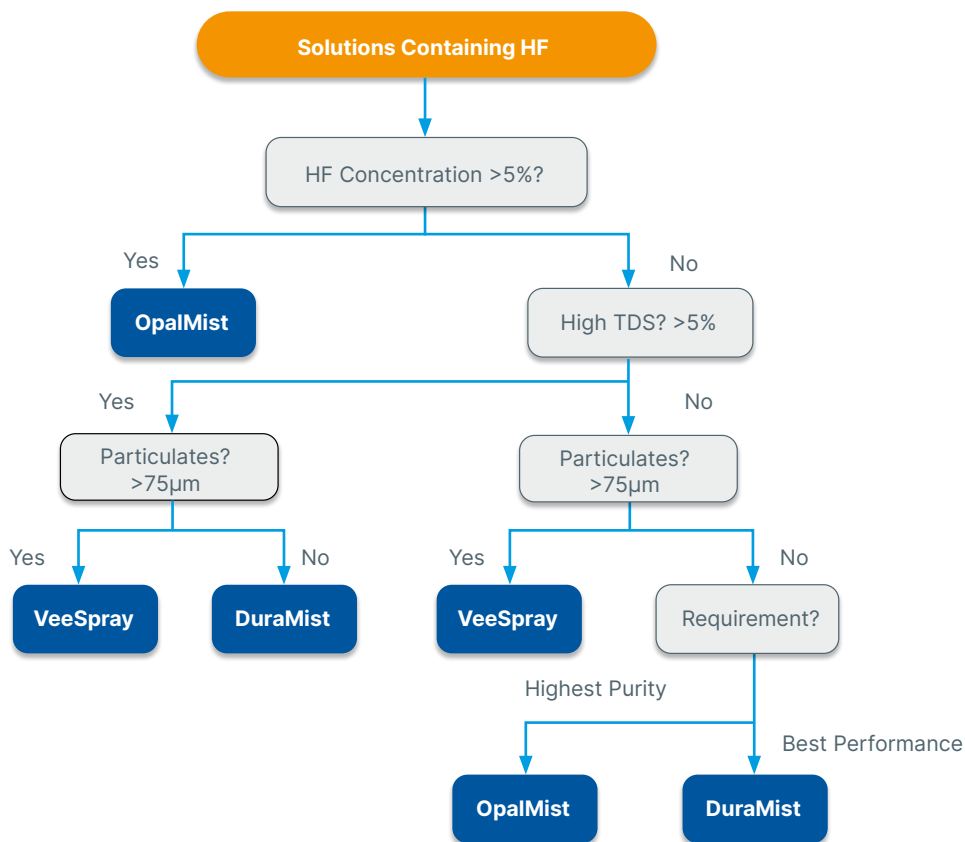 Solutions Containing HF
HF Concentration >5%?
Yes
No
OpalMist
High TDS? >5%
Yes
No
Particulates?
>75µm
Particulates?
>75µm
Yes
No
Yes
No
VeeSpray
DuraMist
VeeSpray
Requirement?
Highest Purity
Best Performance
OpalMist
DuraMist